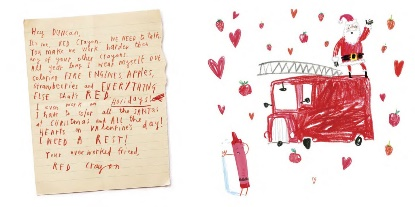 Hey DUNCAN,
It's me, RED Crayon. WE NEED to talk.
You make me work harder than
any of your other crayons.
All year long I wear myself out
coloring FIRE ENGINES, APPLES,
Strawberries and EVERYTHING
ELSE that's RED.
I even work on Holidays!
I have to color all the SANTAS
at Christmas and ALL the
HEARTS on Valentine's day!
I NEED A REST!
Your overworked friend,
RED Crayon